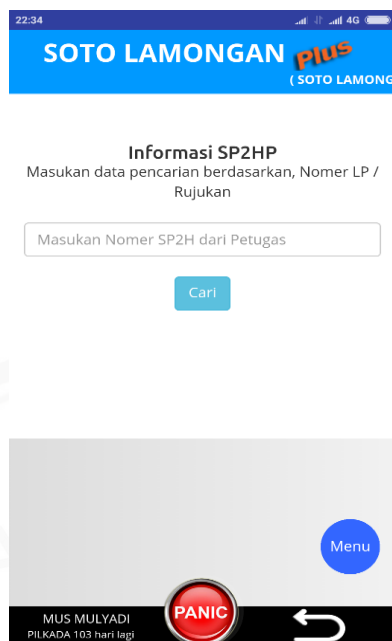 22:34
4G
SOTO LAMONGAN Plus
( SOTO LAMONG
Informasi SP2HP
Masukan data pencarian berdasarkan, Nomer LP /
Rujukan
Masukan Nomer SP2H dari Petugas
Cari
Menu
PANIC
MUS MULYADI
PILKADA 103 hari lagi